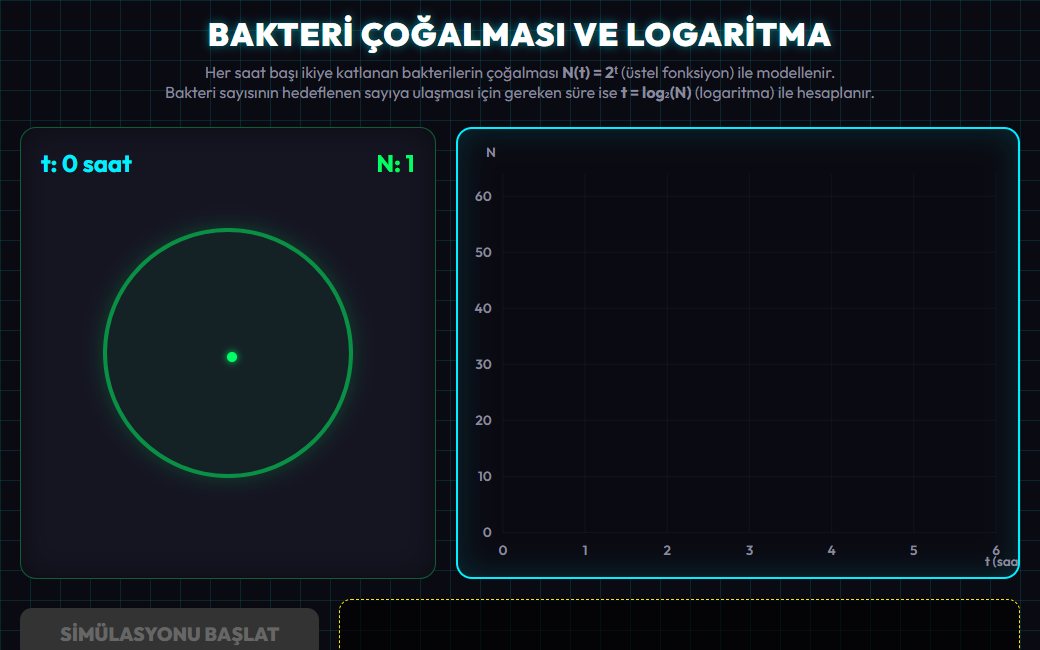 BAKTERİ ÇOĞALMASI VE LOGARİTMA
Her saat başı ikiye katlanan bakterilerin çoğalması N(t) = 2ᵗ (üstel fonksiyon) ile modellenir.
Bakteri sayısının hedeflenen sayıya ulaşması için gereken süre ise t = log₂(N) (logaritma) ile hesaplanır.
t: 0 saat
N: 1
N
60
50
40
30
20
10
0
0 1 2 3 4 5 6
t (saa
SİMÜLASYONU BAŞLAT